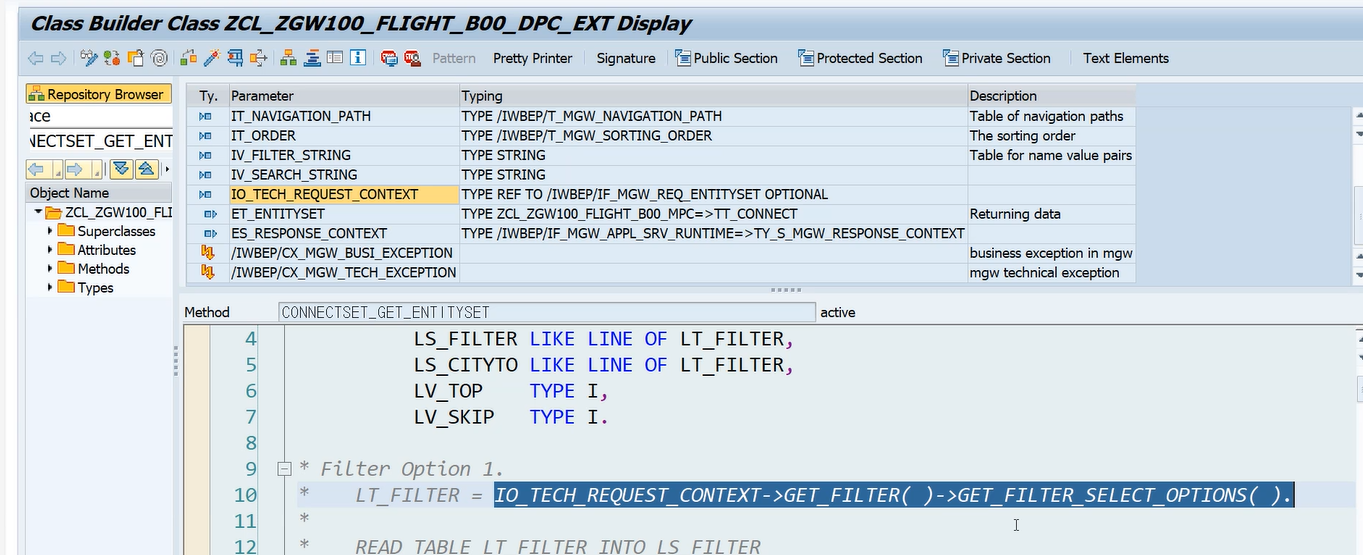 Class Builder Class ZCL_ZGW100_FLIGHT_B00_DPC_EXT Display
Pattern Pretty Printer Signature Public Section Protected Section Private Section Text Elements
Repository Browser
ace
NECTSET_GET_ENT
Object Name
ZCL_ZGW100_FLI
Superclasses
Attributes
Methods
Types
Ty. Parameter Typing Description
IT_NAVIGATION_PATH TYPE /IWBEP/T_MGW_NAVIGATION_PATH Table of navigation paths
IT_ORDER TYPE /IWBEP/T_MGW_SORTING_ORDER The sorting order
IV_FILTER_STRING TYPE STRING Table for name value pairs
IV_SEARCH_STRING TYPE STRING
IO_TECH_REQUEST_CONTEXT TYPE REF TO /IWBEP/IF_MGW_REQ_ENTITYSET OPTIONAL
ET_ENTITYSET TYPE ZCL_ZGW100_FLIGHT_B00_MPC=>TT_CONNECT Returning data
ES_RESPONSE_CONTEXT TYPE /IWBEP/IF_MGW_APPL_SRV_RUNTIME=>TY_S_MGW_RESPONSE_CONTEXT
/IWBEP/CX_MGW_BUSI_EXCEPTION business exception in mgw
/IWBEP/CX_MGW_TECH_EXCEPTION mgw technical exception
Method CONNECTSET_GET_ENTITYSET active
4 LS_FILTER LIKE LINE OF LT_FILTER,
5 LS_CITYTO LIKE LINE OF LT_FILTER,
6 LV_TOP TYPE I,
7 LV_SKIP TYPE I.
8
9 * Filter Option 1.
10 * LT_FILTER = IO_TECH_REQUEST_CONTEXT->GET_FILTER( )->GET_FILTER_SELECT_OPTIONS( ).
11 *
12 * READ TABLE LT_FILTER INTO LS_FILTER